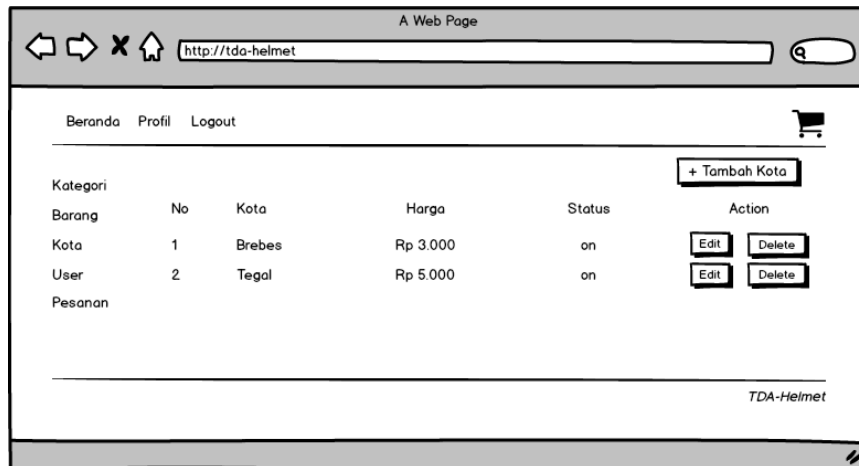 A Web Page
http://tda-helmet
Beranda Profil Logout
+ Tambah Kota
Kategori
Barang No Kota Harga Status Action
Kota 1 Brebes Rp 3.000 on Edit Delete
User 2 Tegal Rp 5.000 on Edit Delete
Pesanan
TDA-Helmet